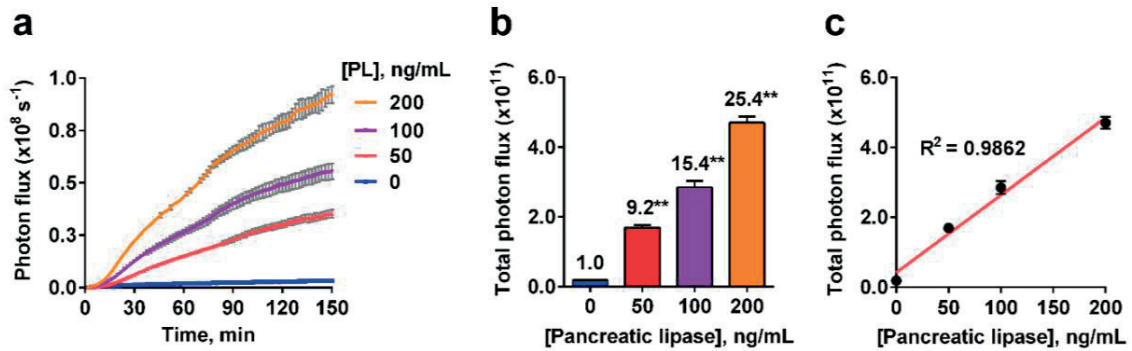 a
Photon flux (x10⁸ s⁻¹)
1.0
0.8
0.5
0.3
0.0
0 30 60 90 120 150
Time, min
[PL], ng/mL
200
100
50
0
b
Total photon flux (x10¹¹)
6.0
4.0
2.0
0.0
1.0
9.2**
15.4**
25.4**
0 50 100 200
[Pancreatic lipase], ng/mL
c
Total photon flux (x10¹¹)
6.0
4.0
2.0
0.0
R² = 0.9862
0 50 100 150 200
[Pancreatic lipase], ng/mL